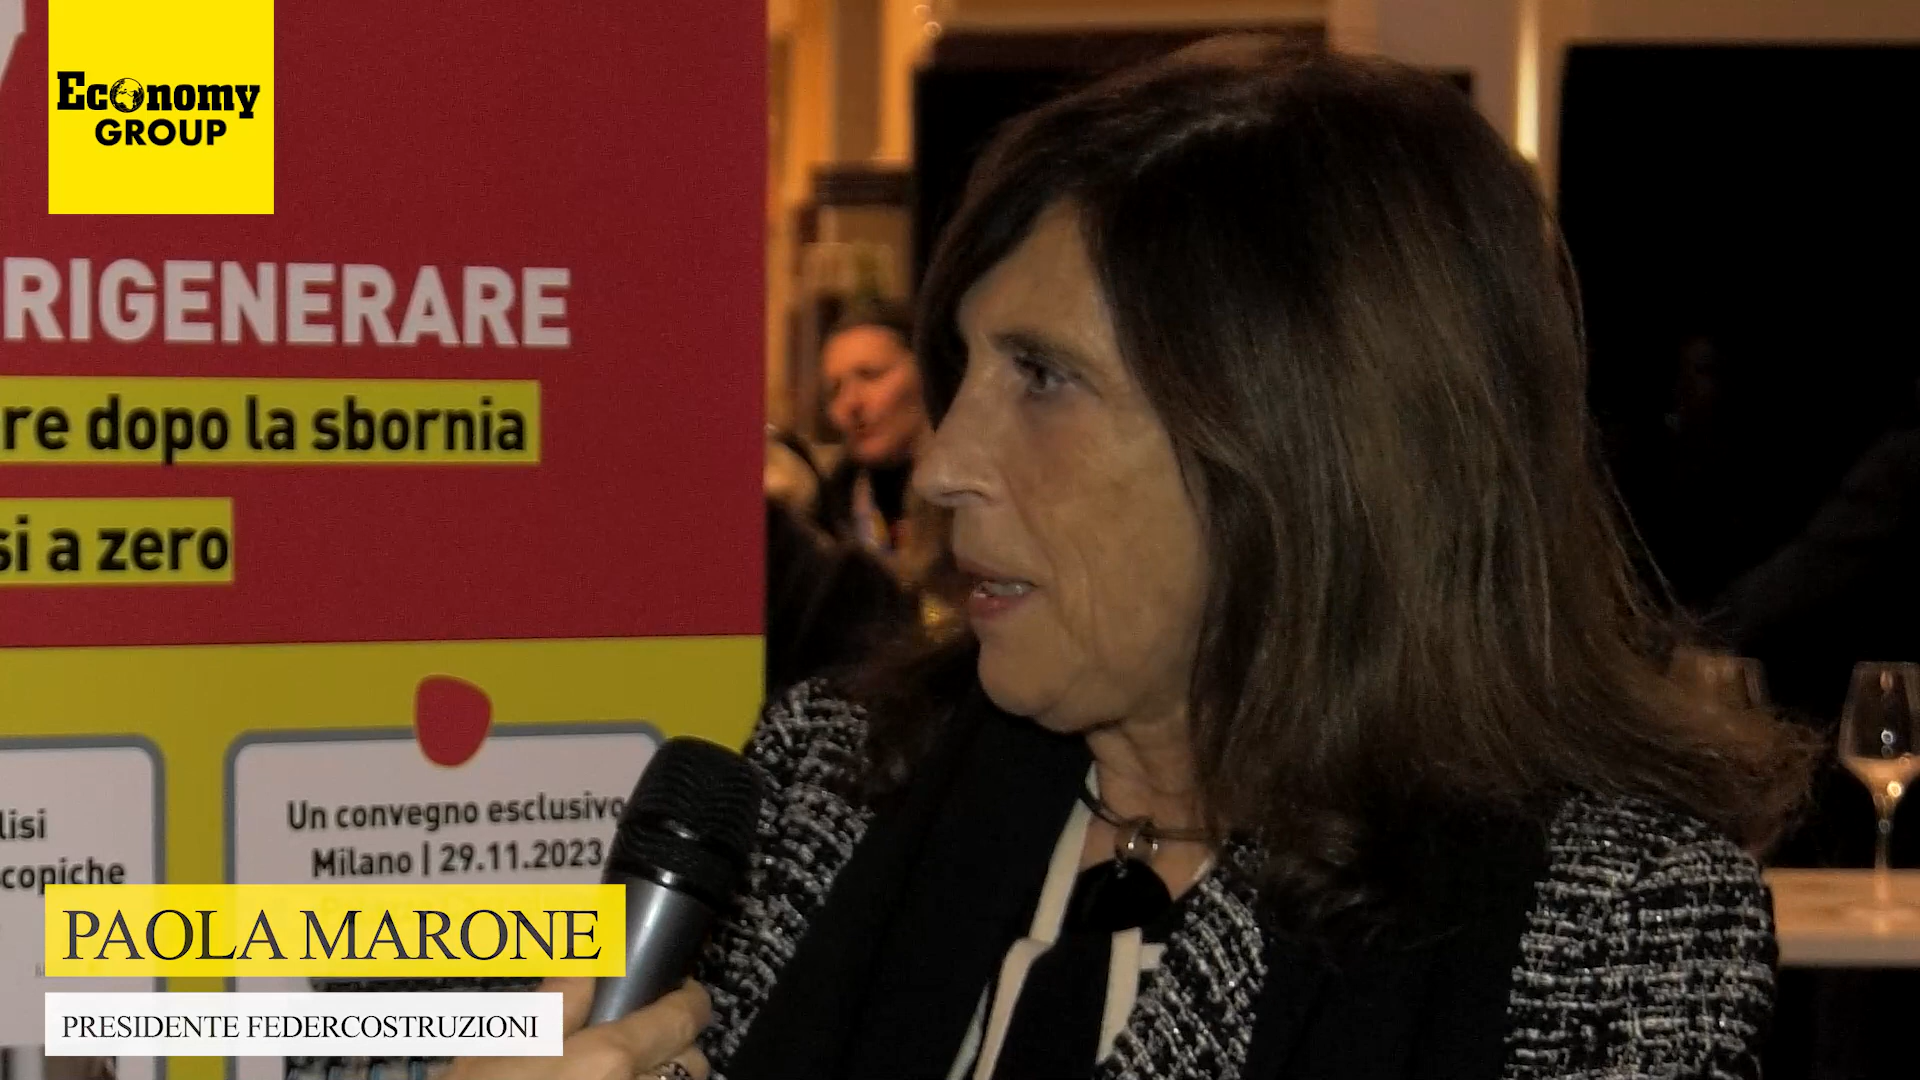 Economy
GROUP
RIGENERARE
re dopo la sbornia
si a zero
lisi
copiche
Un convegno esclusivo
Milano | 29.11.2023
PAOLA MARONE
PRESIDENTE FEDERCOSTRUZIONI